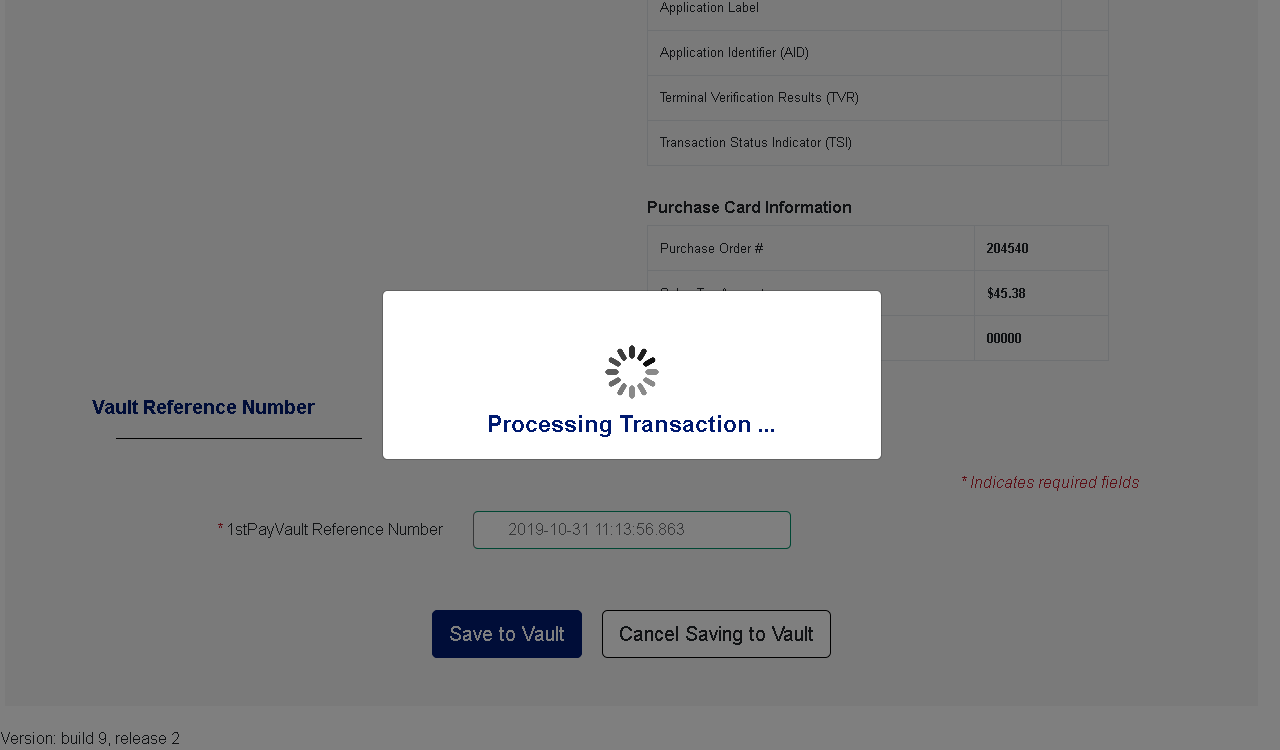 Application Label
Application Identifier (AID)
Terminal Verification Results (TVR)
Transaction Status Indicator (TSI)
Purchase Card Information
Purchase Order # 204540
$45.38
00000
Processing Transaction ...
Vault Reference Number
* Indicates required fields
* 1stPayVault Reference Number 2019-10-31 11:13:56.863
Save to Vault Cancel Saving to Vault
Version: build 9, release 2